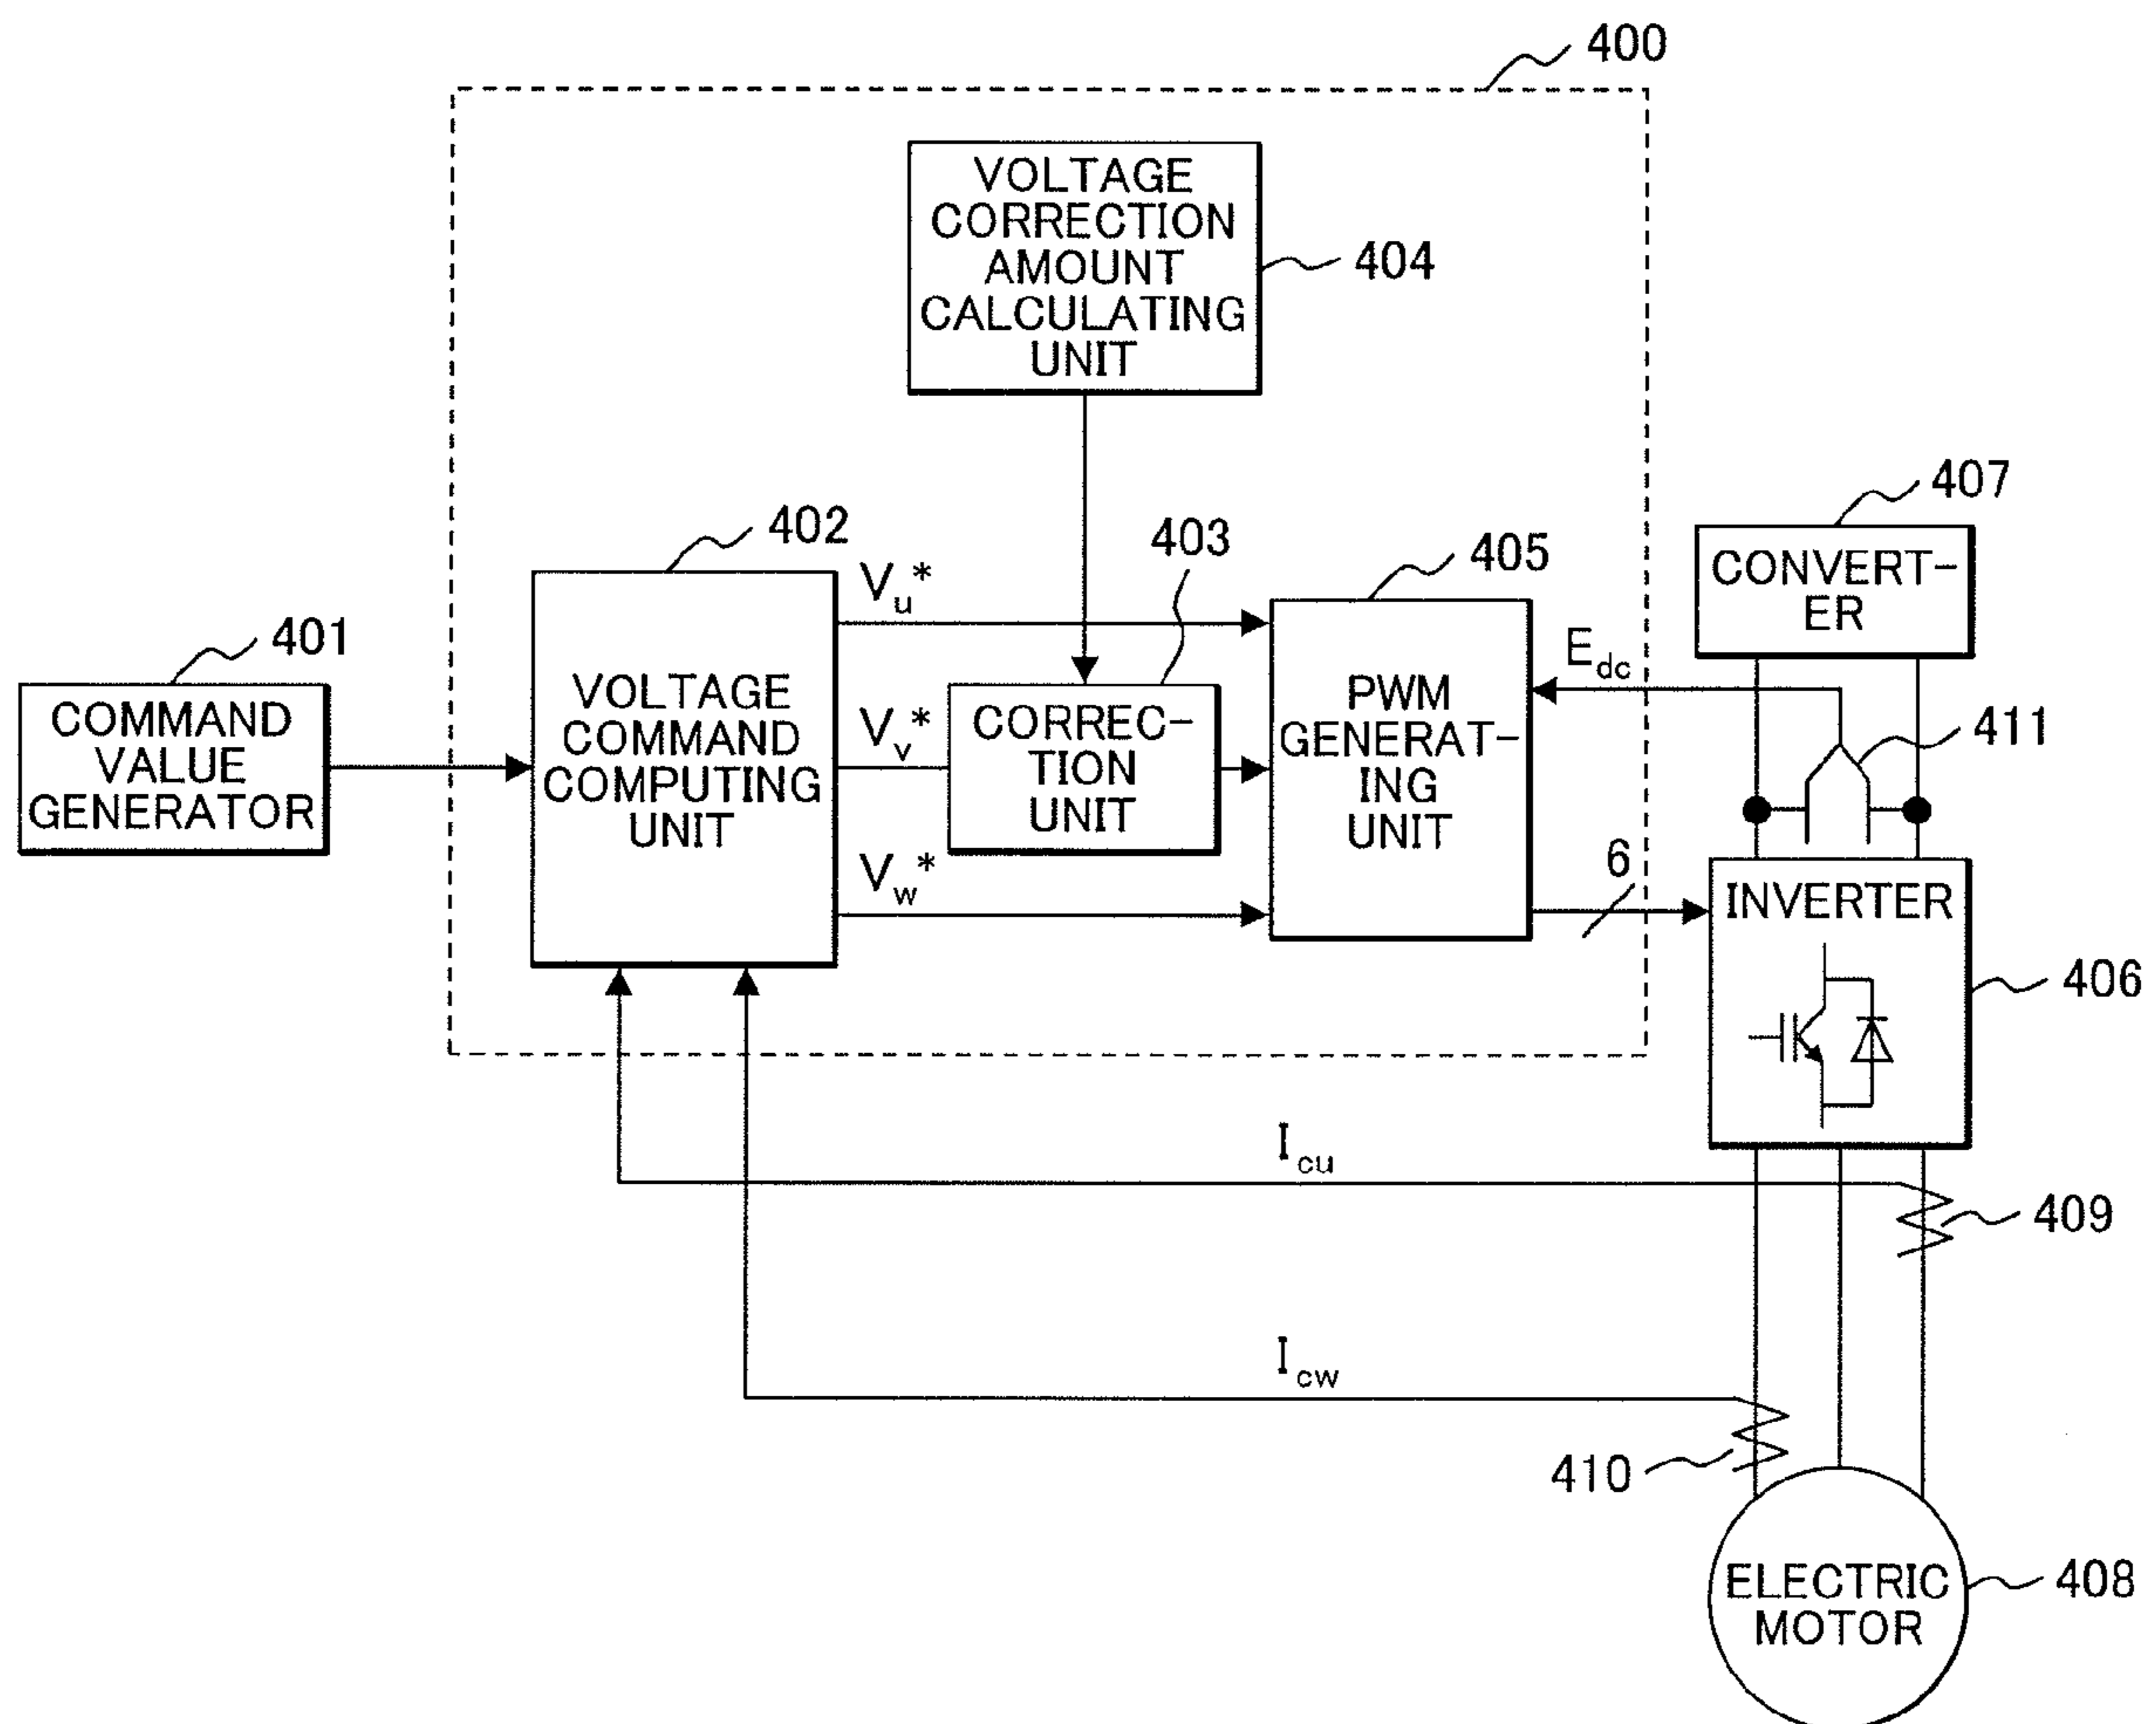 400
VOLTAGE
CORRECTION
AMOUNT
CALCULATING
UNIT
404
407
CONVERT-
ER
402
403
405
401
COMMAND
VALUE
GENERATOR
VOLTAGE
COMMAND
COMPUTING
UNIT
Vu*
Vv*
Vw*
CORREC-
TION
UNIT
PWM
GENERAT-
ING
UNIT
Edc
411
6
INVERTER
406
Icu
409
Icw
410
ELECTRIC
MOTOR
408